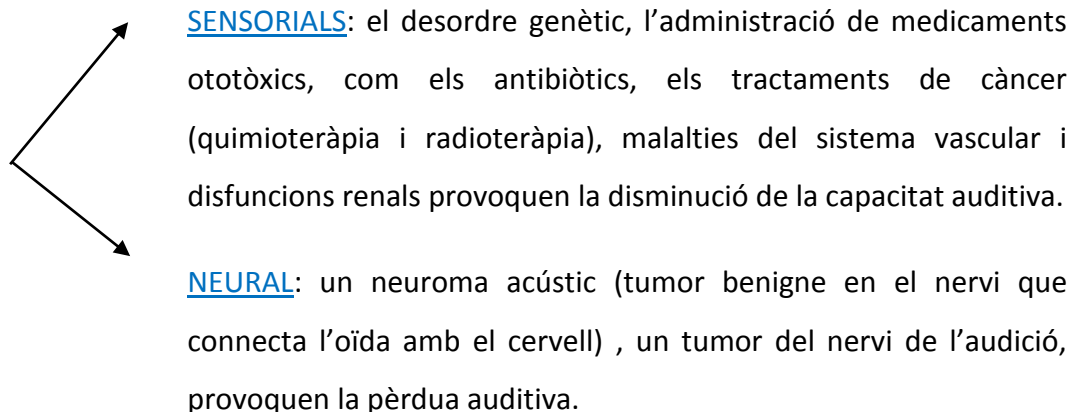 SENSORIALS: el desordre genètic, l’administració de medicaments
ototòxics, com els antibiòtics, els tractaments de càncer
(quimioteràpia i radioteràpia), malalties del sistema vascular i
disfuncions renals provoquen la disminució de la capacitat auditiva.
NEURAL: un neuroma acústic (tumor benigne en el nervi que
connecta l’oïda amb el cervell) , un tumor del nervi de l’audició,
provoquen la pèrdua auditiva.